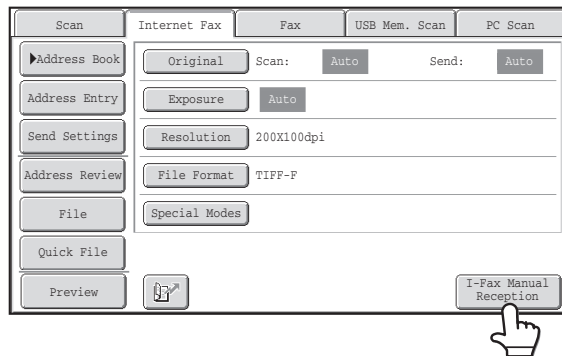 Scan
Internet Fax
Fax
USB Mem. Scan
PC Scan
Address Book
Original
Scan:
Auto
Send:
Auto
Address Entry
Exposure
Auto
Send Settings
Resolution
200X100dpi
Address Review
File Format
TIFF-F
File
Special Modes
Quick File
Preview
I-Fax Manual
Reception